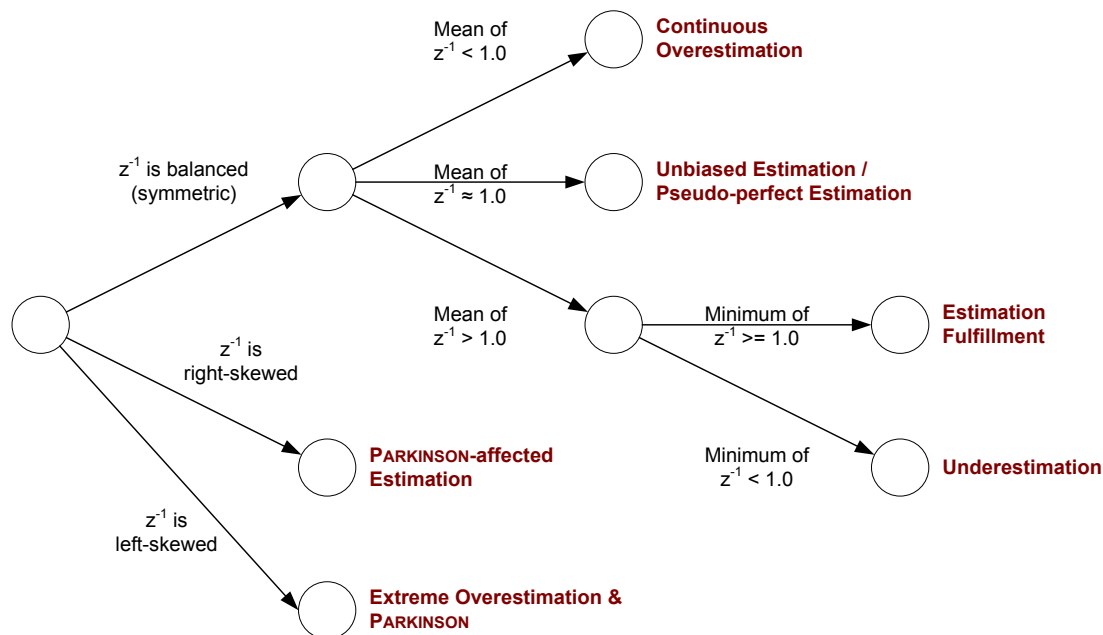 Mean of
z⁻¹ < 1.0
Continuous
Overestimation
z⁻¹ is balanced
(symmetric)
Mean of
z⁻¹ ≈ 1.0
Unbiased Estimation /
Pseudo-perfect Estimation
Mean of
z⁻¹ > 1.0
Minimum of
z⁻¹ >= 1.0
Estimation
Fulfillment
z⁻¹ is
right-skewed
PARKINSON-affected
Estimation
Minimum of
z⁻¹ < 1.0
Underestimation
z⁻¹ is
left-skewed
Extreme Overestimation &
PARKINSON